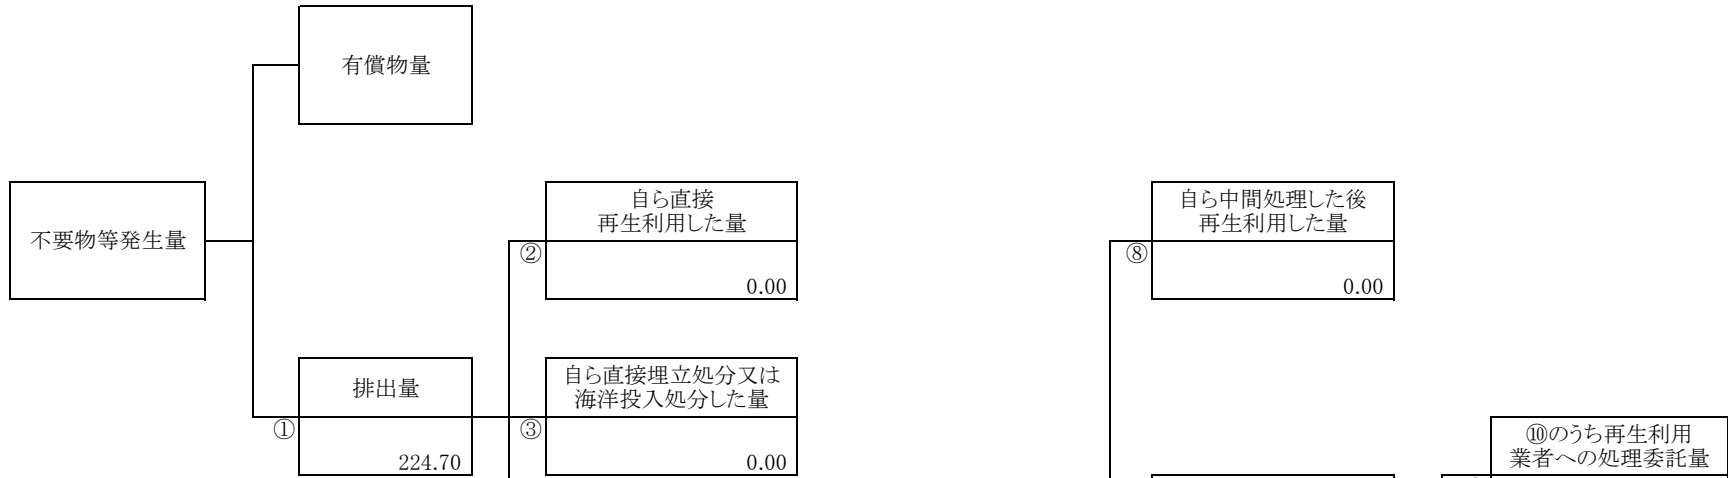 有償物量
不要物等発生量
自ら直接
再生利用した量
②
0.00
自ら中間処理した後
再生利用した量
⑧
0.00
排出量
①
224.70
自ら直接埋立処分又は
海洋投入処分した量
③
0.00
⑩のうち再生利用
業者への処理委託量